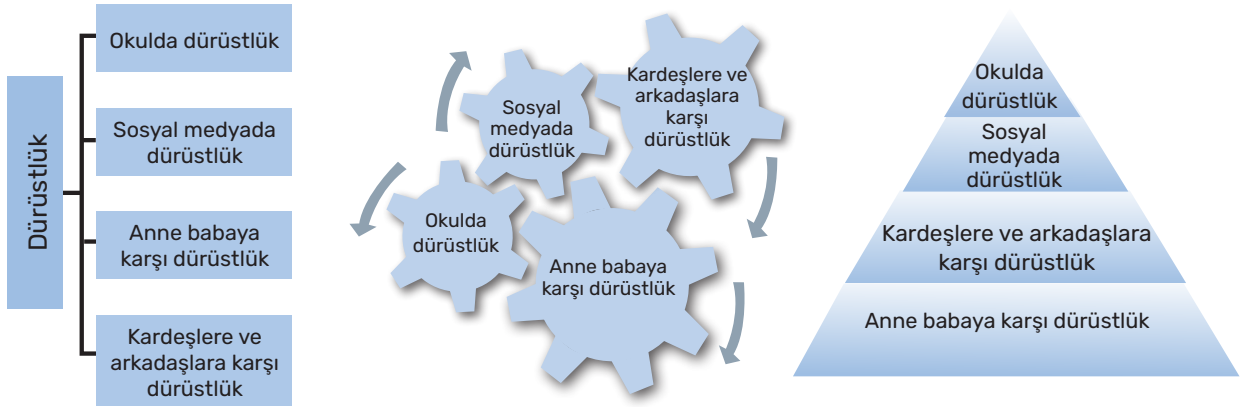 Dürüstlük
Okulda dürüstlük
Sosyal medyada
dürüstlük
Anne babaya
karşı dürüstlük
Kardeşlere ve
arkadaşlara karşı
dürüstlük
Sosyal
medyada
dürüstlük
Kardeşlere ve
arkadaşlara
karşı
dürüstlük
Okulda
dürüstlük
Anne babaya
karşı dürüstlük
Okulda
dürüstlük
Sosyal
medyada
dürüstlük
Kardeşlere ve arkadaşlara
karşı dürüstlük
Anne babaya karşı dürüstlük